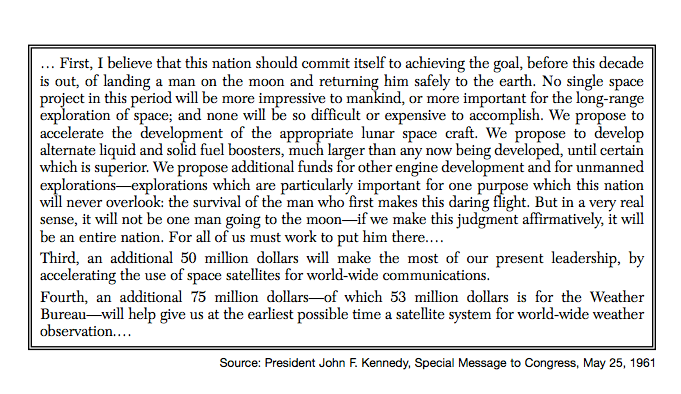 … First, I believe that this nation should commit itself to achieving the goal, before this decade
is out, of landing a man on the moon and returning him safely to the earth. No single space
project in this period will be more impressive to mankind, or more important for the long-range
exploration of space; and none will be so difficult or expensive to accomplish. We propose to
accelerate the development of the appropriate lunar space craft. We propose to develop
alternate liquid and solid fuel boosters, much larger than any now being developed, until certain
which is superior. We propose additional funds for other engine development and for unmanned
explorations—explorations which are particularly important for one purpose which this nation
will never overlook: the survival of the man who first makes this daring flight. But in a very real
sense, it will not be one man going to the moon—if we make this judgment affirmatively, it will
be an entire nation. For all of us must work to put him there.…
Third, an additional 50 million dollars will make the most of our present leadership, by
accelerating the use of space satellites for world-wide communications.
Fourth, an additional 75 million dollars—of which 53 million dollars is for the Weather
Bureau—will help give us at the earliest possible time a satellite system for world-wide weather
observation.…
Source: President John F. Kennedy, Special Message to Congress, May 25, 1961